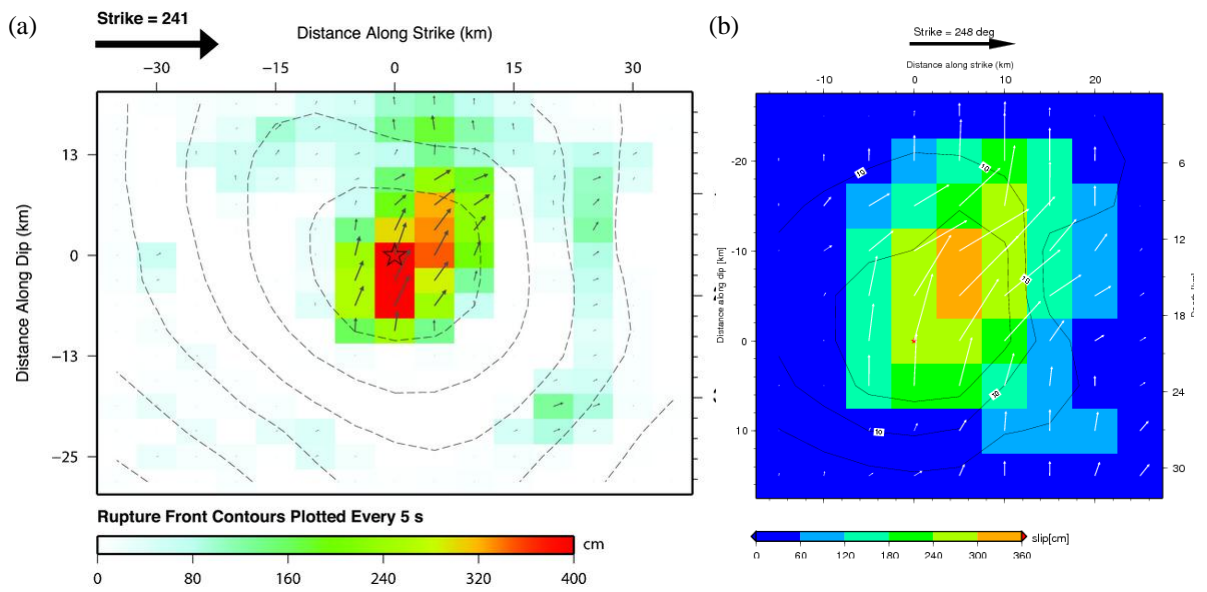 (a)
Strike = 241
Distance Along Strike (km)
−30 −15 0 15 30
Distance Along Dip (km)
13
0
−13
−25
Rupture Front Contours Plotted Every 5 s
cm
0 80 160 240 320 400
(b)
Strike = 248 deg
Distance along strike (km)
-10 0 10 20
Distance along dip [km]
-20
-10
0
10
6
12
18
24
30
10
10
10
10
10
slip[cm]
0 60 120 180 240 300 360